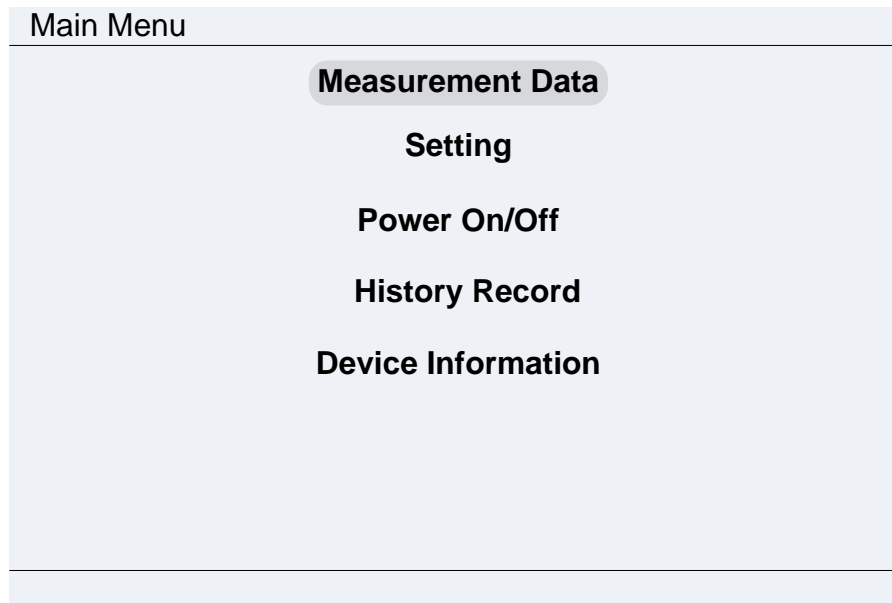 Main Menu
Measurement Data
Setting
Power On/Off
History Record
Device Information